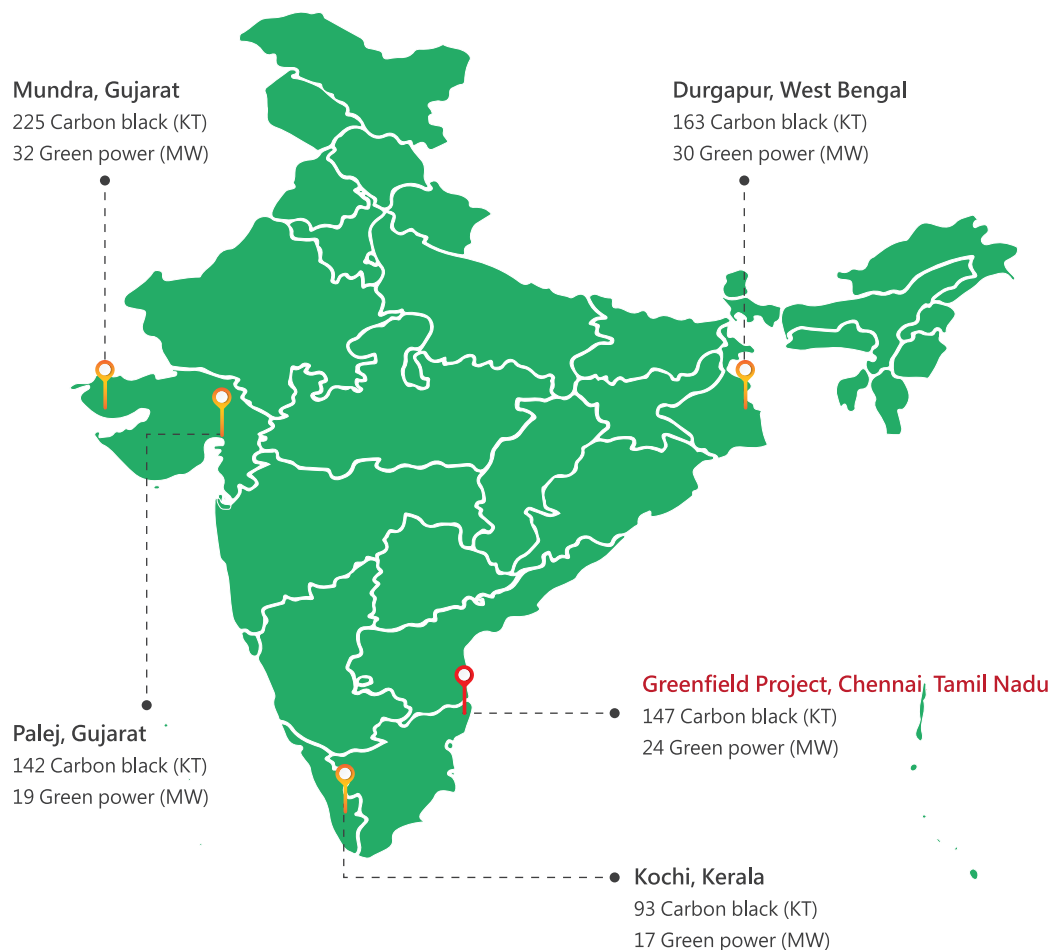 Mundra, Gujarat
225 Carbon black (KT)
32 Green power (MW)
Durgapur, West Bengal
163 Carbon black (KT)
30 Green power (MW)
Greenfield Project, Chennai, Tamil Nadu
147 Carbon black (KT)
24 Green power (MW)
Palej, Gujarat
142 Carbon black (KT)
19 Green power (MW)
Kochi, Kerala
93 Carbon black (KT)
17 Green power (MW)